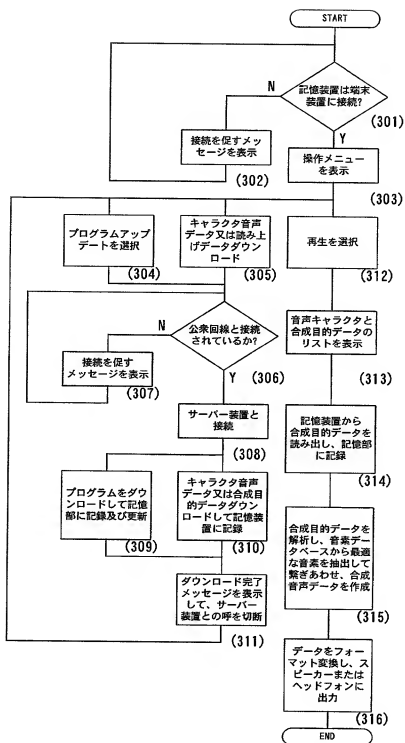 START
記憶装置は端末
装置に接続?
(301)
N
Y
接続を促すメッ
セージを表示
(302)
操作メニュー
を表示
(303)
プログラムアップ
デートを選択
(304)
キャラクタ音声
データ又は読み上
げデータダウン
ロード
(305)
再生を選択
(312)
公衆回線と接続
されているか?
(306)
N
Y
接続を促す
メッセージを表示
(307)
音声キャラクタと
合成目的データの
リストを表示
(313)
サーバー装置と
接続
(308)
記憶装置から
合成目的データを
読み出し、記憶部
に記録
(314)
プログラムをダウ
ンロードして記憶
部に記録及び更新
(309)
キャラクタ音声
データ又は合成目
的データダウンロ
ードして記憶装置
に記録
(310)
合成目的データを
解析し、音素デー
タベースから最適
な音素を抽出して
繋ぎあわせ、合成
音声データを作成
(315)
ダウンロード完了
メッセージを表示
して、サーバー
装置との呼を切断
(311)
データをフォー
マット変換し、ス
ピーカーまたは
ヘッドフォンに
出力
(316)
END